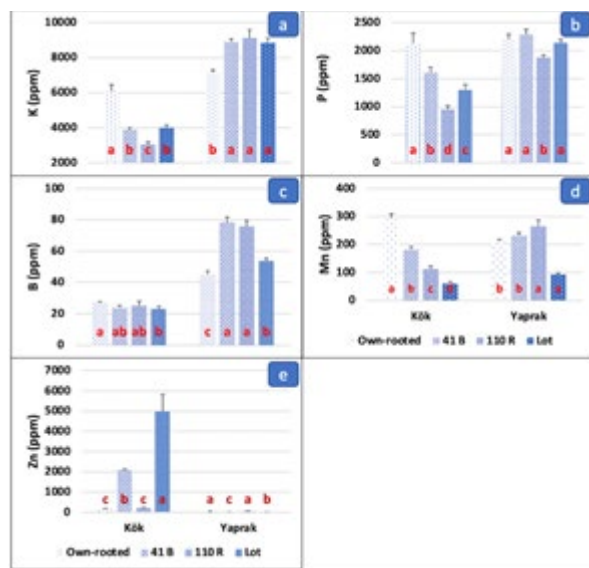 a
K (ppm)
10000
8000
6000
4000
2000
a b c b
b a a a
b
P (ppm)
2500
2000
1500
1000
500
0
a b d c
a a b a
c
B (ppm)
100
80
60
40
20
0
a ab ab b
c a a b
d
Mn (ppm)
400
300
200
100
0
a b c
b b a a
Kök Yaprak
Own-rooted 41 B 110 R Lot
e
Zn (ppm)
7000
6000
5000
4000
3000
2000
1000
0
c b c a
a c a b
Kök Yaprak
Own-rooted 41 B 110 R Lot